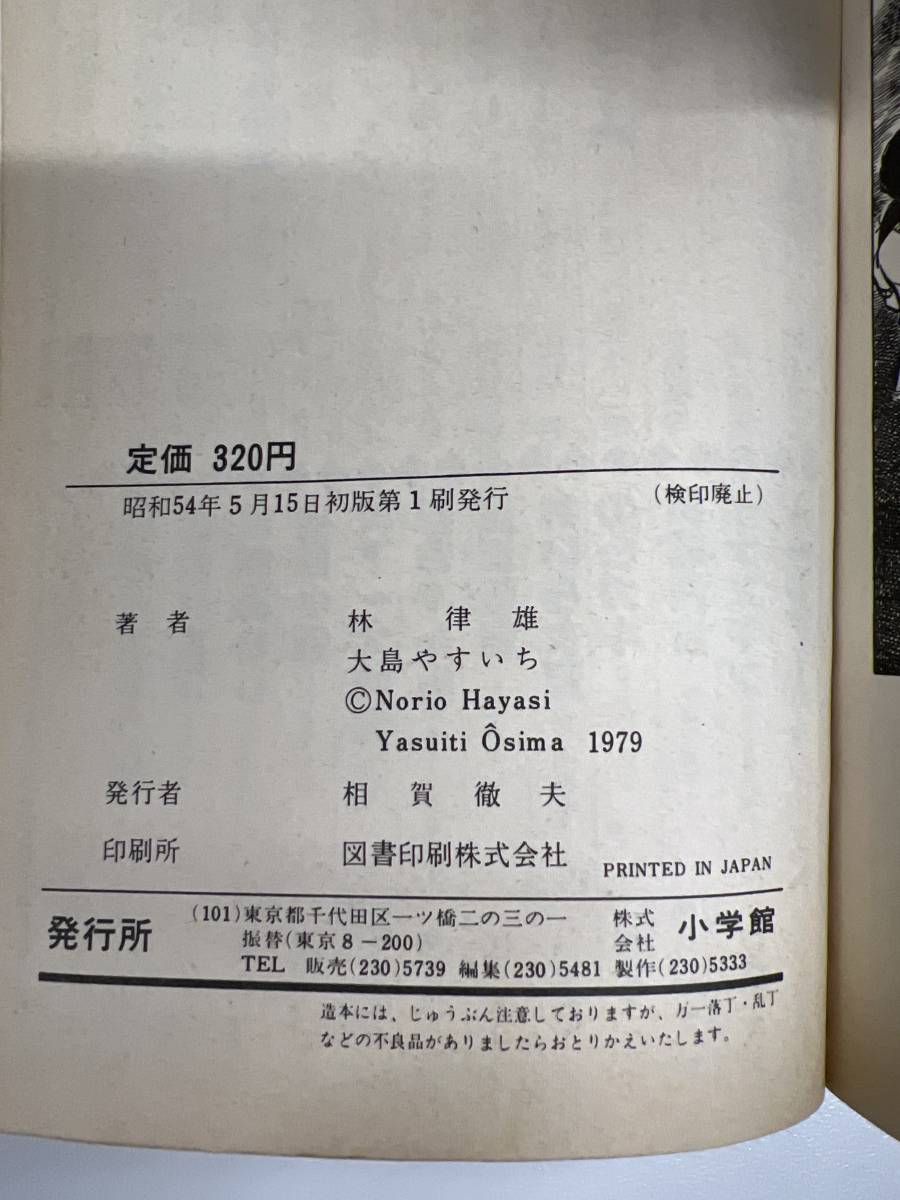 定価 320円
昭和54年5月15日初版第1刷発行 (検印廃止)
著者 林律雄
大島やすいち
©Norio Hayasi
Yasuiti Ôsima 1979
発行者 相賀徹夫
印刷所 図書印刷株式会社 PRINTED IN JAPAN
発行所 (101)東京都千代田区一ツ橋二の三の一 株式会社 小学館
振替(東京8-200)
TEL 販売(230)5739 編集(230)5481 製作(230)5333
造本には、じゅうぶん注意しておりますが、万一落丁・乱丁
などの不良品がありましたらおとりかえいたします。